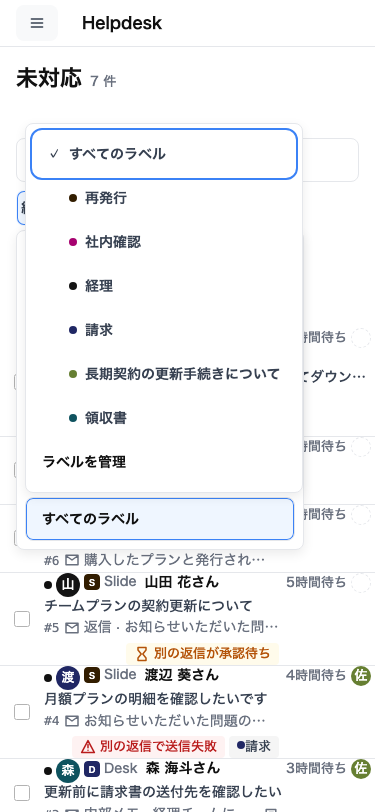 Helpdesk
未対応 7 件
✓ すべてのラベル
再発行
社内確認
経理
請求
長期契約の更新手続きについて
領収書
ラベルを管理
すべてのラベル
時間待ち
てダウン…
時間待ち
時間待ち
#6 購入したプランと発行され…
山 S Slide 山田 花さん 5時間待ち
チームプランの契約更新について
#5 返信 · お知らせいただいた問…
別の返信が承認待ち
渡 S Slide 渡辺 葵さん 4時間待ち 佐
月額プランの明細を確認したいです
#4 お知らせいただいた問題の…
別の返信で送信失敗 請求
森 D Desk 森 海斗さん 3時間待ち 佐
更新前に請求書の送付先を確認したい